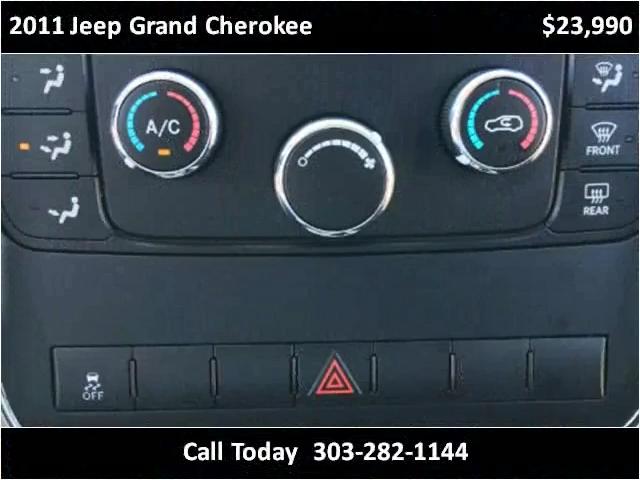 2011 Jeep Grand Cherokee $23,990
A/C
FRONT
REAR
OFF
Call Today 303-282-1144